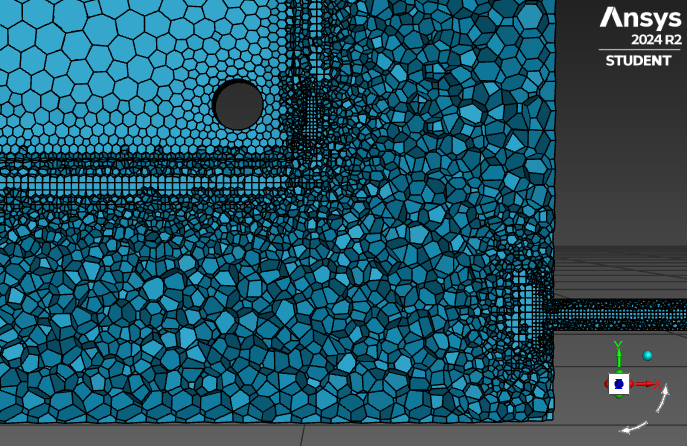 Ansys
2024 R2
STUDENT
Y
X